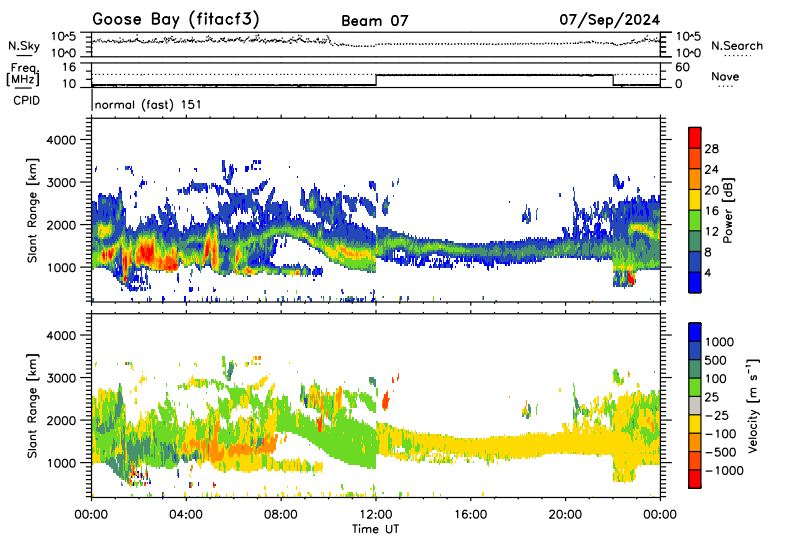 Goose Bay (fitacf3) Beam 07 07/Sep/2024
N.Sky 10^5 10^0 10^5 10^0 N.Search
Freq. [MHz] 16 10 60 0 Nave
CPID normal (fast) 151
Slant Range [km] 4000 3000 2000 1000
28 24 20 16 12 8 4 Power [dB]
Slant Range [km] 4000 3000 2000 1000
1000 500 100 25 −25 −100 −500 −1000 Velocity [m s⁻¹]
00:00 04:00 08:00 12:00 16:00 20:00 00:00
Time UT